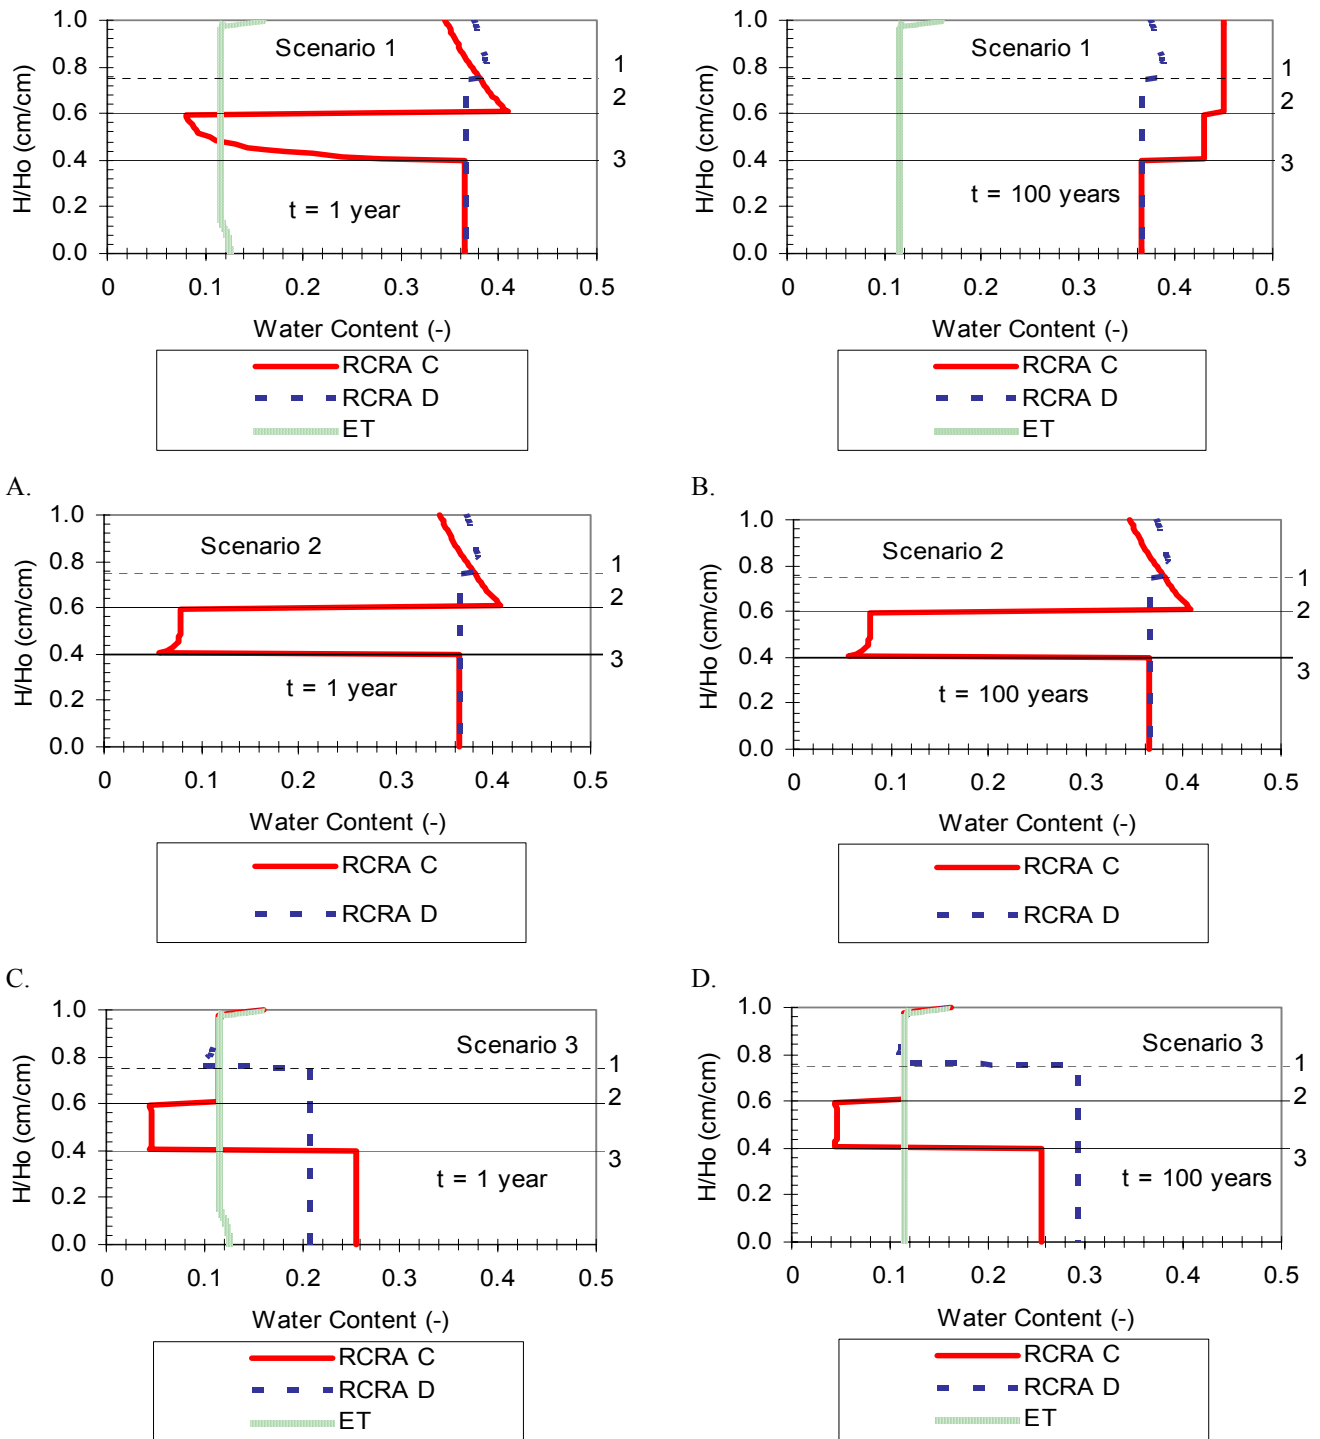 1.0
0.8
0.6
0.4
0.2
0.0
H/Ho (cm/cm)
Scenario 1
t = 1 year
1
2
3
0 0.1 0.2 0.3 0.4 0.5
Water Content (-)
RCRA C
RCRA D
ET
1.0
0.8
0.6
0.4
0.2
0.0
H/Ho (cm/cm)
Scenario 1
t = 100 years
1
2
3
0 0.1 0.2 0.3 0.4 0.5
Water Content (-)
RCRA C
RCRA D
ET
A.
B.
1.0
0.8
0.6
0.4
0.2
0.0
H/Ho (cm/cm)
Scenario 2
t = 1 year
1
2
3
0 0.1 0.2 0.3 0.4 0.5
Water Content (-)
RCRA C
RCRA D
1.0
0.8
0.6
0.4
0.2
0.0
H/Ho (cm/cm)
Scenario 2
t = 100 years
1
2
3
0 0.1 0.2 0.3 0.4 0.5
Water Content (-)
RCRA C
RCRA D
C.
D.
1.0
0.8
0.6
0.4
0.2
0.0
H/Ho (cm/cm)
Scenario 3
t = 1 year
1
2
3
0 0.1 0.2 0.3 0.4 0.5
Water Content (-)
RCRA C
RCRA D
ET
1.0
0.8
0.6
0.4
0.2
0.0
H/Ho (cm/cm)
Scenario 3
t = 100 years
1
2
3
0 0.1 0.2 0.3 0.4 0.5
Water Content (-)
RCRA C
RCRA D
ET